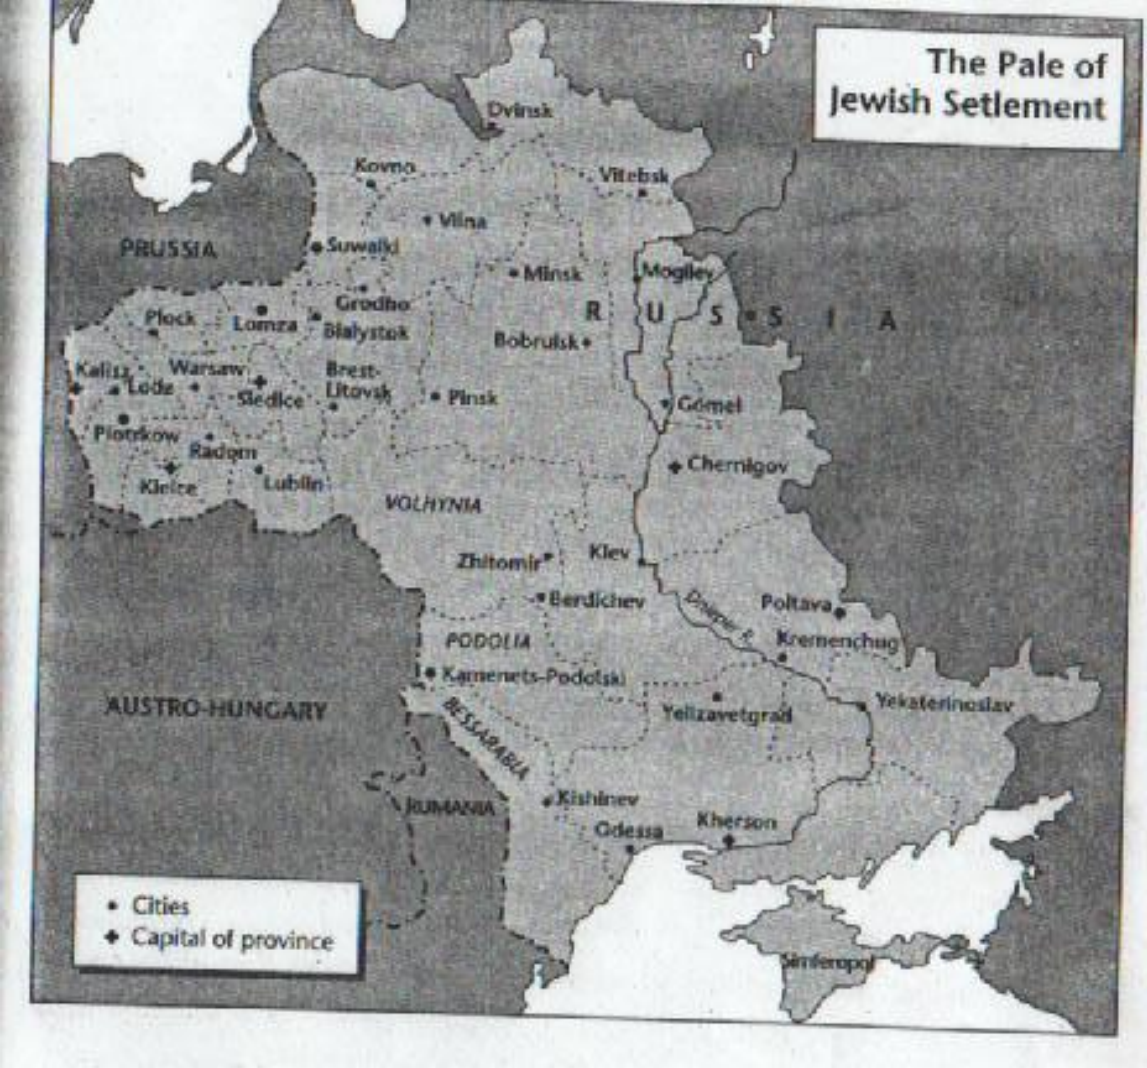 The Pale of
Jewish Setlement
Dvinsk
Kovno
Vitebsk
Vilna
PRUSSIA
Suwalki
Minsk
Mogilev
Grodno
Plock
Lomza
Bialystok
R U S S I A
Bobruisk
Kalisz
Lodz
Warsaw
Siedlce
Brest-
Litovsk
Pinsk
Gomel
Piotrkow
Radom
Chernigov
Kielce
Lublin
VOLHYNIA
Zhitomir
Kiev
Berdichev
Dnieper R.
Poltava
Kremenchug
PODOLIA
Kamenets-Podolski
AUSTRO-HUNGARY
BESSARABIA
Yelizavetgrad
Yekaterinoslav
RUMANIA
Kishinev
Odessa
Kherson
Cities
Capital of province
Simferopol